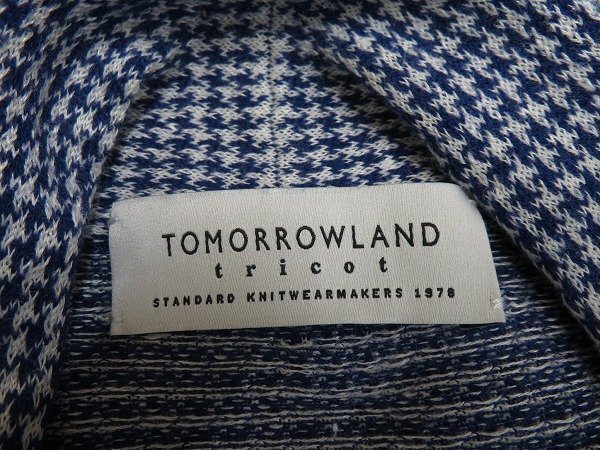 TOMORROWLAND
tricot
STANDARD KNITWEARMAKERS 1978